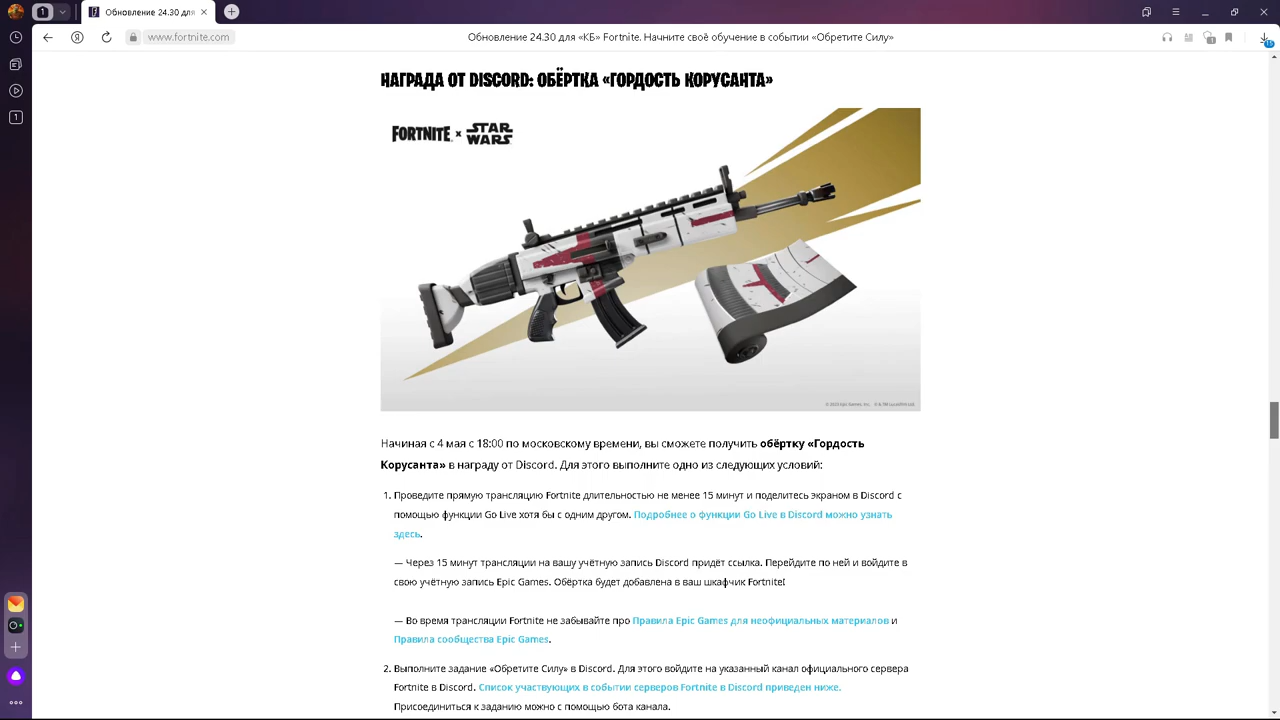 1
Обновление 24.30 для
www.fortnite.com
Обновление 24.30 для «КБ» Fortnite. Начните своё обучение в событии «Обретите Силу»
НАГРАДА ОТ DISCORD: ОБЁРТКА «ГОРДОСТЬ КОРУСАНТА»
FORTNITE x STAR WARS
Начиная с 4 мая с 18:00 по московскому времени, вы сможете получить обёртку «Гордость
Корусанта» в награду от Discord. Для этого выполните одно из следующих условий:
1. Проведите прямую трансляцию Fortnite длительностью не менее 15 минут и поделитесь экраном в Discord с
помощью функции Go Live хотя бы с одним другом. Подробнее о функции Go Live в Discord можно узнать
здесь.
— Через 15 минут трансляции на вашу учётную запись Discord придёт ссылка. Перейдите по ней и войдите в
свою учётную запись Epic Games. Обёртка будет добавлена в ваш шкафчик Fortnite!
— Во время трансляции Fortnite не забывайте про Правила Epic Games для неофициальных материалов и
Правила сообщества Epic Games.
2. Выполните задание «Обретите Силу» в Discord. Для этого войдите на указанный канал официального сервера
Fortnite в Discord. Список участвующих в событии серверов Fortnite в Discord приведен ниже.
Присоединиться к заданию можно с помощью бота канала.